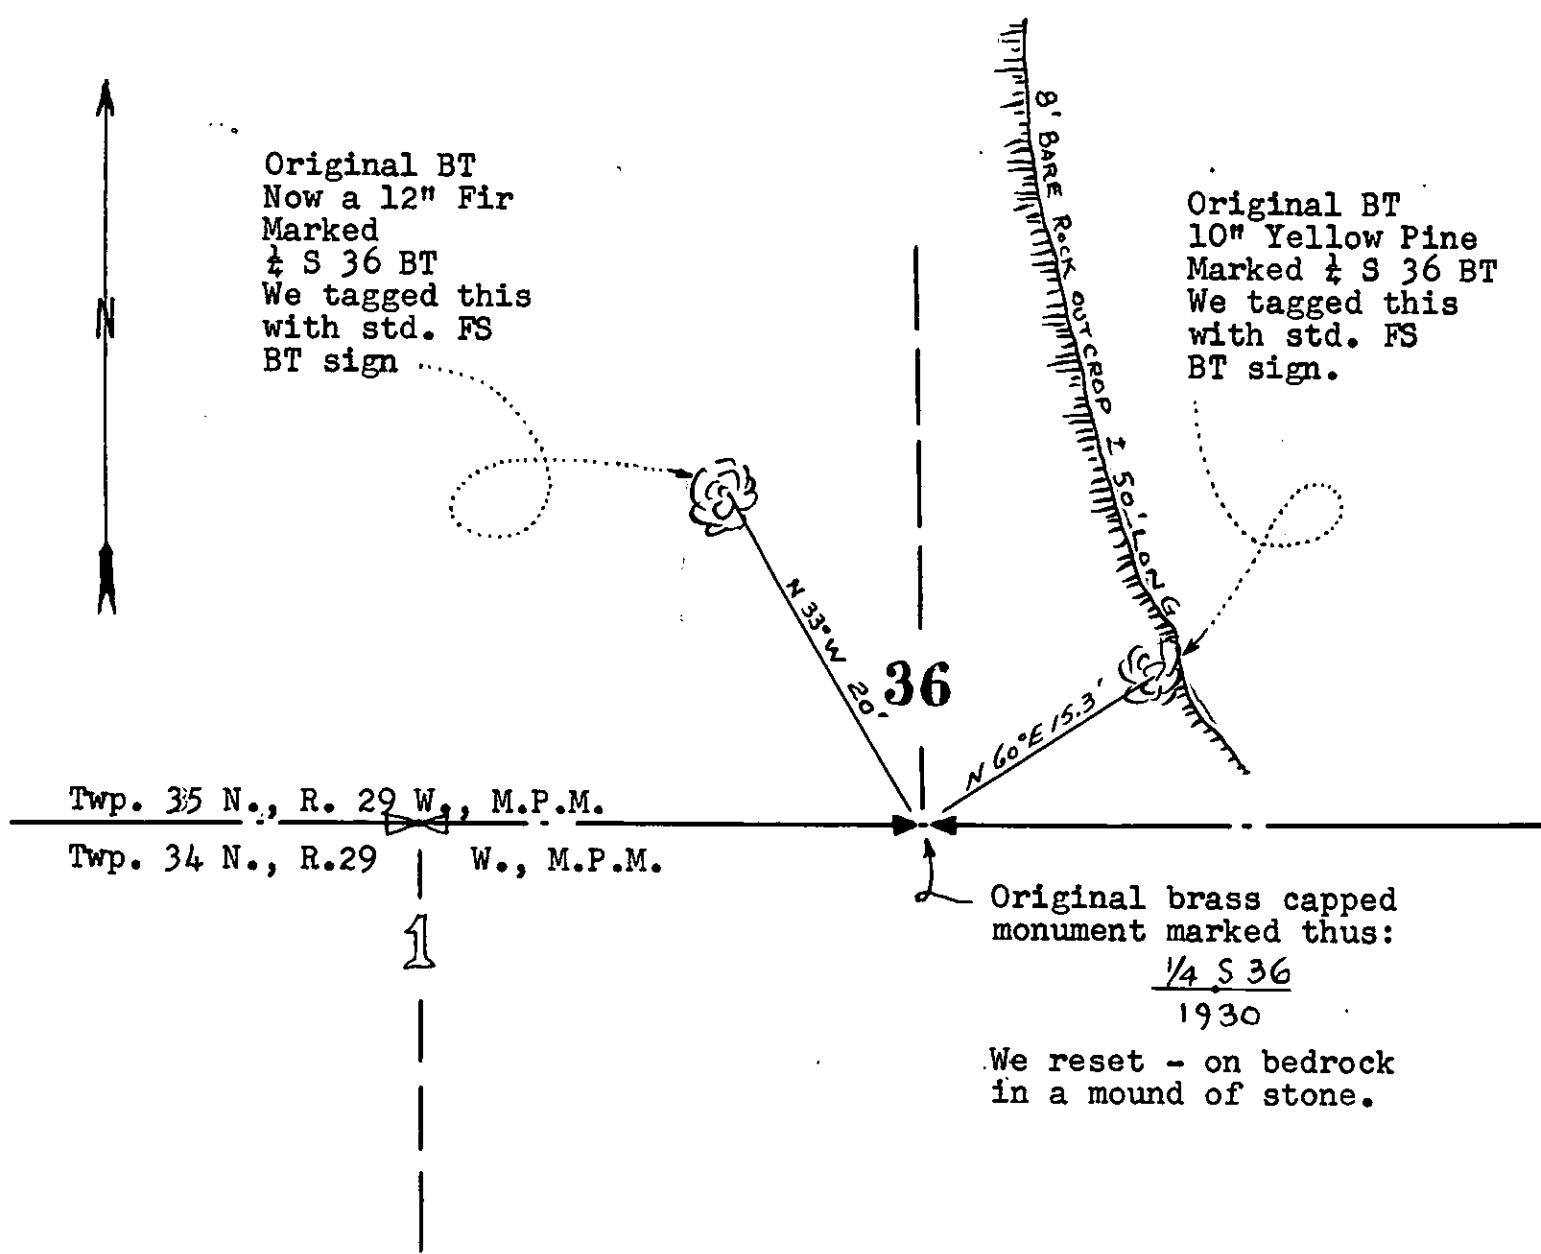 Original BT
Now a 12" Fir
Marked
¼ S 36 BT
We tagged this
with std. FS
BT sign
N
8' BARE ROCK OUTCROP ± 50' LONG
Original BT
10" Yellow Pine
Marked ¼ S 36 BT
We tagged this
with std. FS
BT sign.
N 33° W 20'
36
N 60° E 15.3'
Twp. 35 N., R. 29 W., M.P.M.
Twp. 34 N., R.29 W., M.P.M.
1
Original brass capped
monument marked thus:
1/4 S 36
1930
We reset - on bedrock
in a mound of stone.